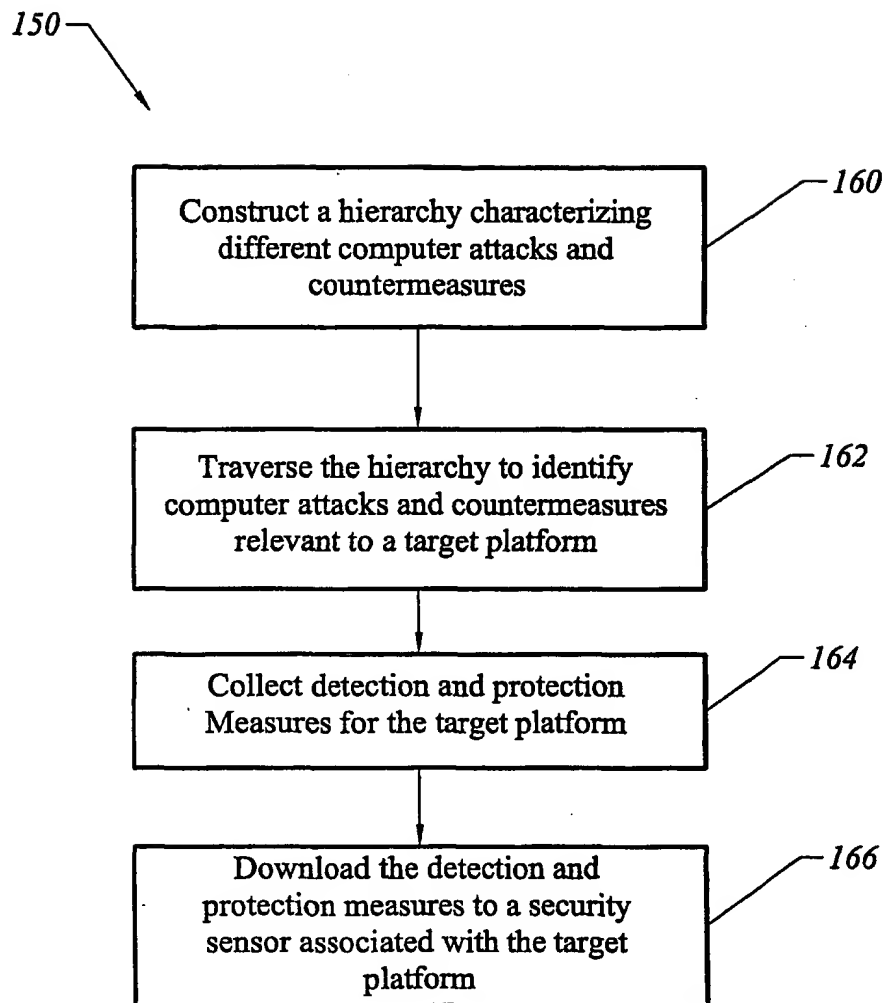 150
160
Construct a hierarchy characterizing
different computer attacks and
countermeasures
162
Traverse the hierarchy to identify
computer attacks and countermeasures
relevant to a target platform
164
Collect detection and protection
Measures for the target platform
166
Download the detection and
protection measures to a security
sensor associated with the target
platform